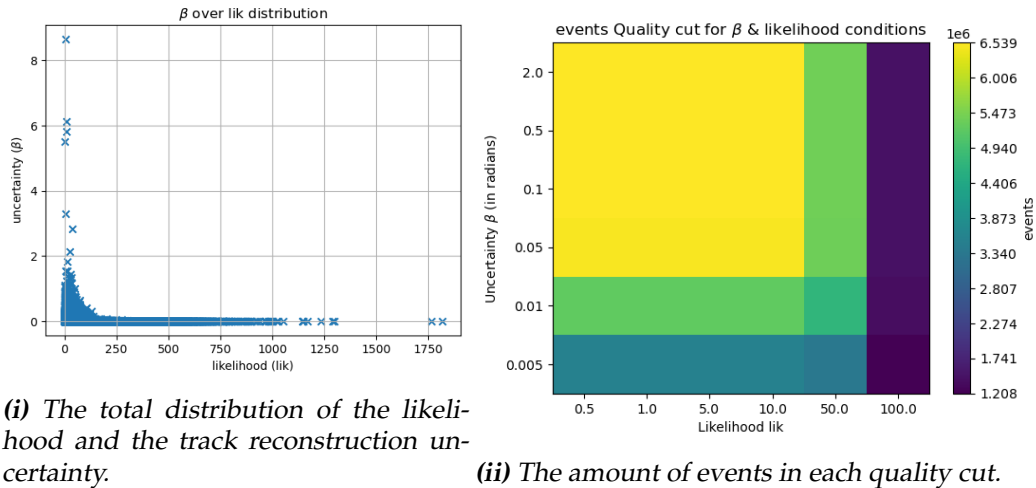 β over lik distribution
uncertainty (β)
8
6
4
2
0
0 250 500 750 1000 1250 1500 1750
likelihood (lik)
(i) The total distribution of the likeli-
hood and the track reconstruction un-
certainty.
events Quality cut for β & likelihood conditions
Uncertainty β (in radians)
2.0
0.5
0.1
0.05
0.01
0.005
0.5 1.0 5.0 10.0 50.0 100.0
Likelihood lik
1e6
6.539
6.006
5.473
4.940
4.406
3.873
3.340
2.807
2.274
1.741
1.208
events
(ii) The amount of events in each quality cut.